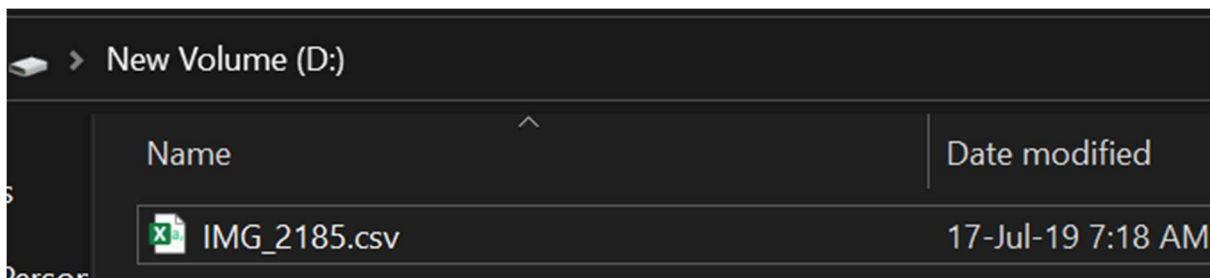 New Volume (D:)
Name Date modified
s
IMG_2185.csv 17-Jul-19 7:18 AM